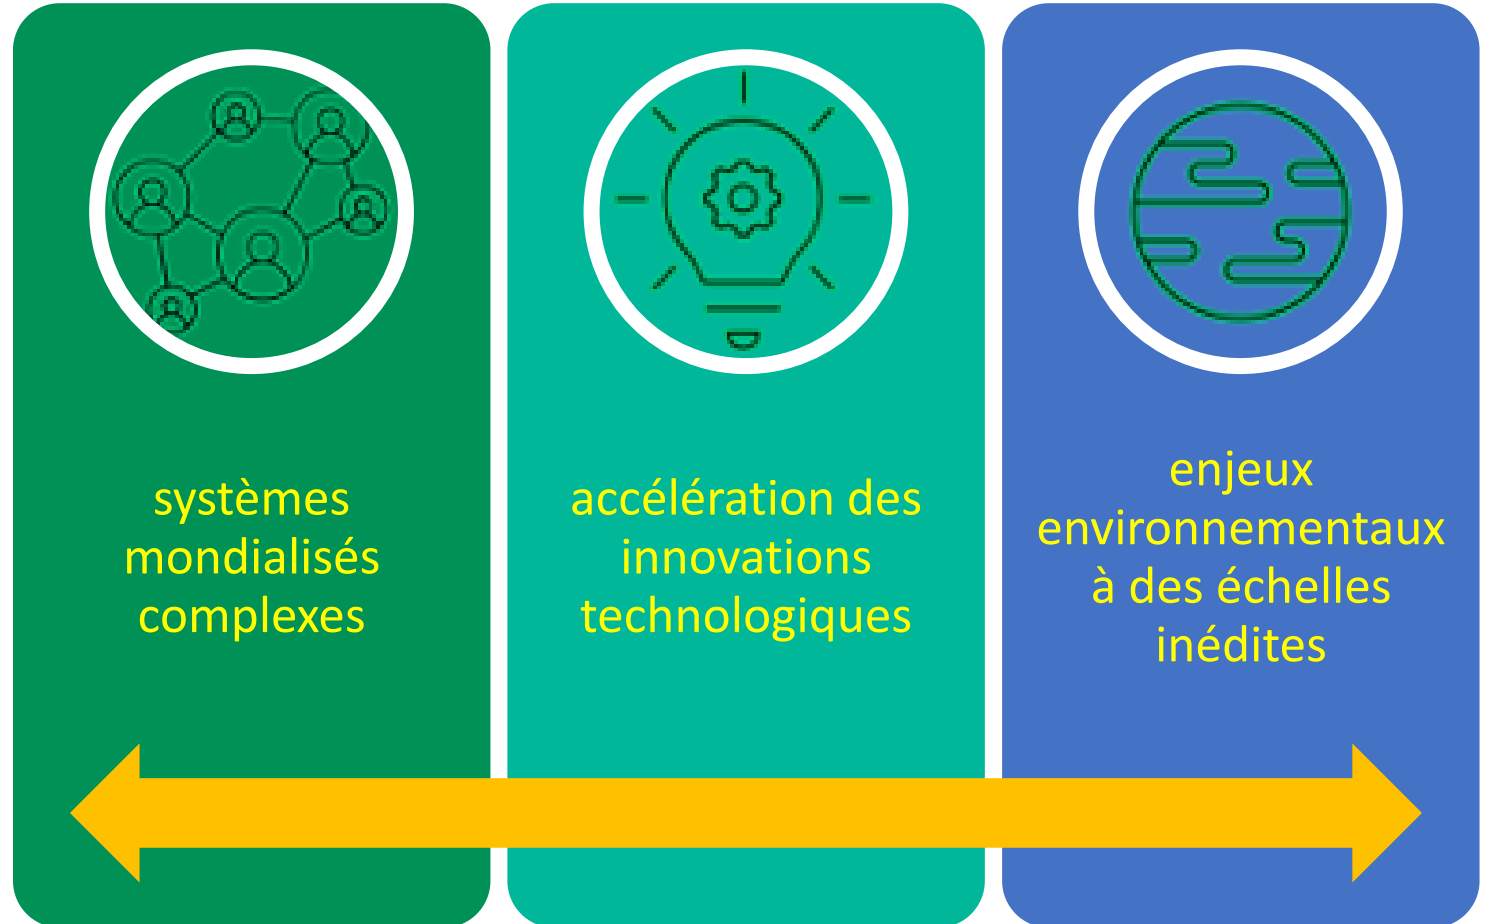 systèmes
mondialisés
complexes
accélération des
innovations
technologiques
enjeux
environnementaux
à des échelles
inédites